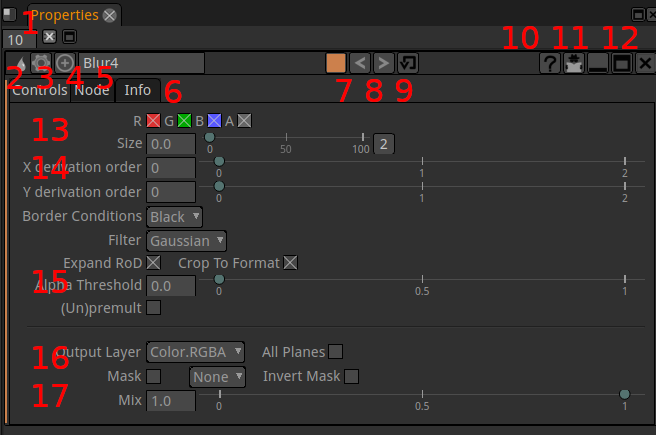 Properties
1
10
Blur4
10 11 12
2 3 4 5 6 7 8 9
Controls Node Info
13 R G B A
Size 0.0 0 50 100 2
14
X derivation order 0 0 1 2
Y derivation order 0 0 1 2
Border Conditions Black
Filter Gaussian
Expand RoD Crop To Format
15
Alpha Threshold 0.0 0 0.5 1
(Un)premult
16
Output Layer Color.RGBA All Planes
Mask None Invert Mask
17
Mix 1.0 0 0.5 1